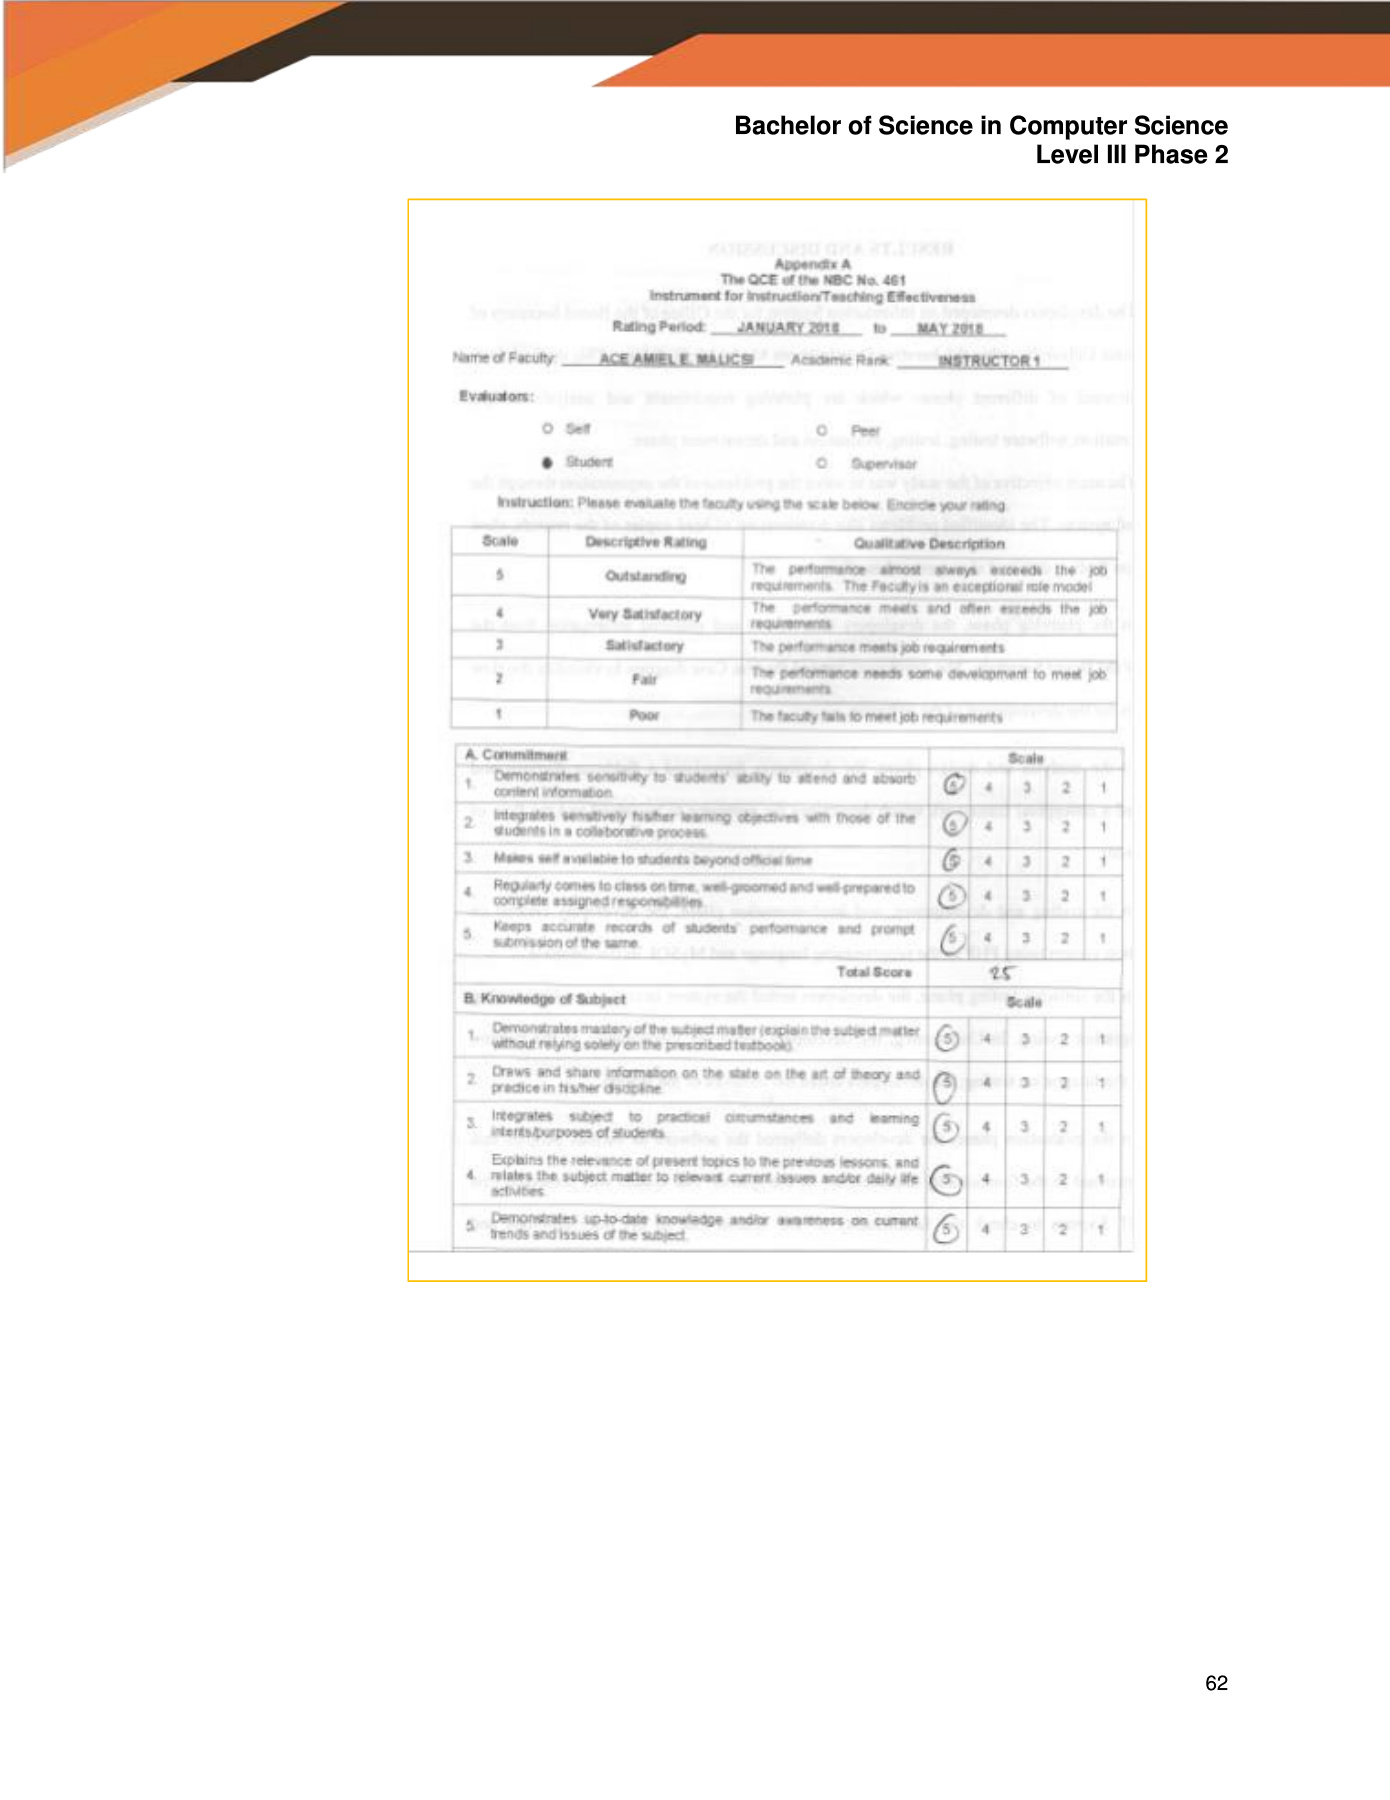 Bachelor of Science in Computer Science
Level III Phase 2
RESULTS AND DISCUSSION
Appendix A
The QCE of the NBC No. 461
Instrument for Instruction/Teaching Effectiveness
Rating Period: JANUARY 2018 to MAY 2018
Name of Faculty: ACE AMIEL E. MALICSI Academic Rank: INSTRUCTOR 1
Evaluators:
Self Peer
Student Supervisor
Instruction: Please evaluate the faculty using the scale below. Encircle your rating.
Scale Descriptive Rating Qualitative Description
5 Outstanding The performance almost always exceeds the job
requirements. The Faculty is an exceptional role model
4 Very Satisfactory The performance meets and often exceeds the job
requirements
3 Satisfactory The performance meets job requirements
2 Fair The performance needs some development to meet job
requirements.
1 Poor The faculty fails to meet job requirements
A. Commitment Scale
1. Demonstrates sensitivity to students' ability to attend and absorb
content information. 5 4 3 2 1
2. Integrates sensitively his/her learning objectives with those of the
students in a collaborative process. 5 4 3 2 1
3. Makes self available to students beyond official time 5 4 3 2 1
4. Regularly comes to class on time, well-groomed and well-prepared to
complete assigned responsibilities. 5 4 3 2 1
5. Keeps accurate records of students' performance and prompt
submission of the same. 5 4 3 2 1
Total Score 25
B. Knowledge of Subject Scale
1. Demonstrates mastery of the subject matter (explain the subject matter
without relying solely on the prescribed textbook). 5 4 3 2 1
2. Draws and share information on the state on the art of theory and
practice in his/her discipline. 5 4 3 2 1
3. Integrates subject to practical circumstances and learning
intents/purposes of students. 5 4 3 2 1
4. Explains the relevance of present topics to the previous lessons, and
relates the subject matter to relevant current issues and/or daily life
activities. 5 4 3 2 1
5. Demonstrates up-to-date knowledge and/or awareness on current
trends and issues of the subject. 5 4 3 2 1
62